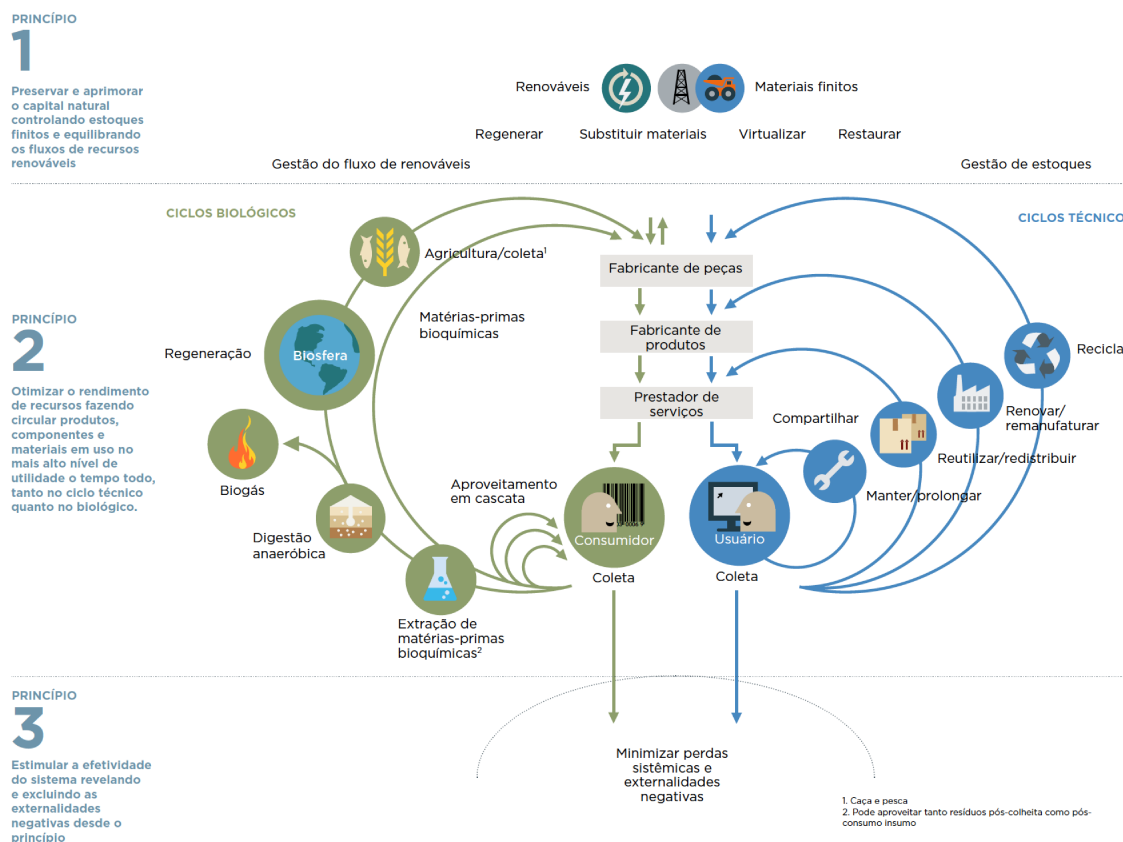 PRINCÍPIO
1
Preservar e aprimorar
o capital natural
controlando estoques
finitos e equilibrando
os fluxos de recursos
renováveis
Renováveis
Materiais finitos
Regenerar
Substituir materiais
Virtualizar
Restaurar
Gestão do fluxo de renováveis
Gestão de estoques
PRINCÍPIO
2
Otimizar o rendimento
de recursos fazendo
circular produtos,
componentes e
materiais em uso no
mais alto nível de
utilidade o tempo todo,
tanto no ciclo técnico
quanto no biológico.
CICLOS BIOLÓGICOS
Agricultura/coleta¹
Matérias-primas
bioquímicas
Regeneração
Biosfera
Biogás
Digestão
anaeróbica
Extração de
matérias-primas
bioquímicas²
Aproveitamento
em cascata
Fabricante de peças
Fabricante de
produtos
Prestador de
serviços
Consumidor
Coleta
Usuário
Coleta
CICLOS TÉCNICO
Compartilhar
Manter/prolongar
Reutilizar/redistribuir
Renovar/
remanufaturar
Recicla
PRINCÍPIO
3
Estimular a efetividade
do sistema revelando
e excluindo as
externalidades
negativas desde o
princípio
Minimizar perdas
sistêmicas e
externalidades
negativas
1. Caça e pesca
2. Pode aproveitar tanto resíduos pós-colheita como pós-
consumo insumo